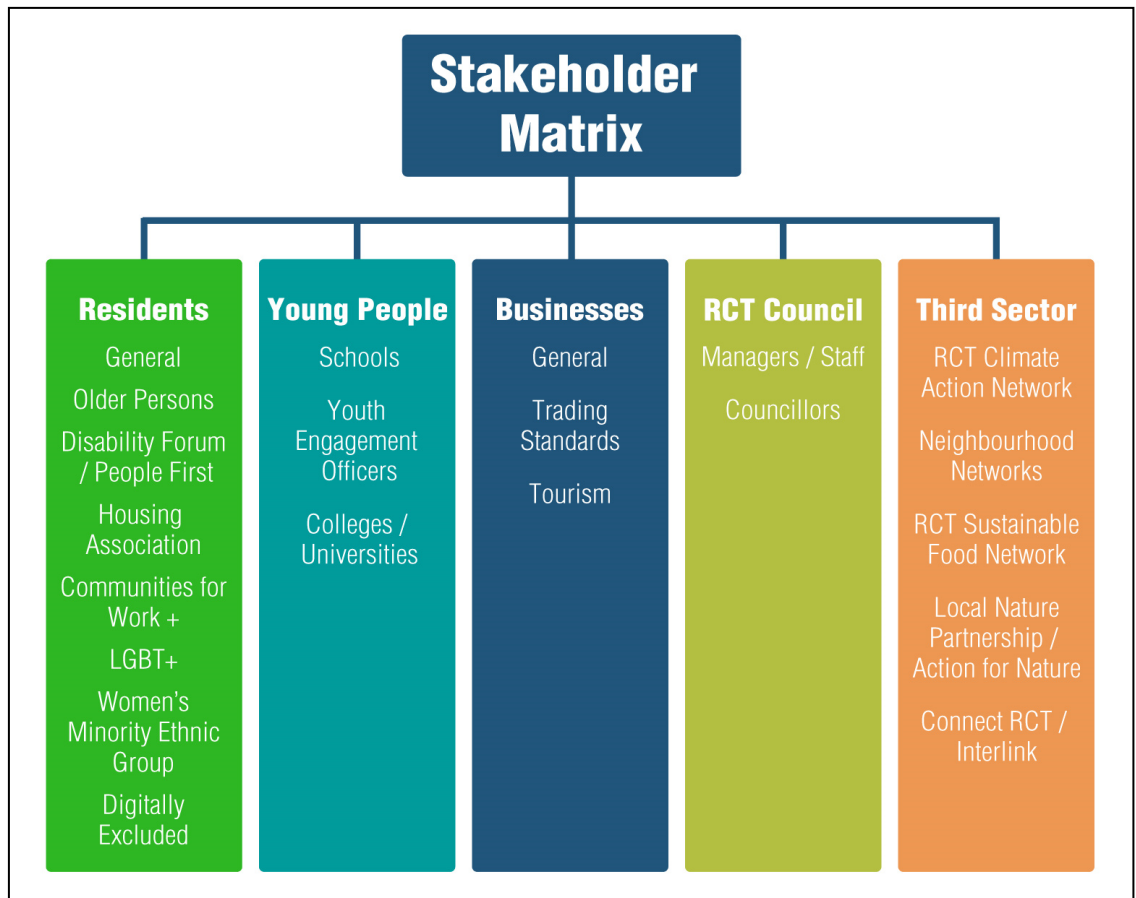 Stakeholder
Matrix
Residents
General
Older Persons
Disability Forum
/ People First
Housing
Association
Communities for
Work +
LGBT+
Women’s
Minority Ethnic
Group
Digitally
Excluded
Young People
Schools
Youth
Engagement
Officers
Colleges /
Universities
Businesses
General
Trading
Standards
Tourism
RCT Council
Managers / Staff
Councillors
Third Sector
RCT Climate
Action Network
Neighbourhood
Networks
RCT Sustainable
Food Network
Local Nature
Partnership /
Action for Nature
Connect RCT /
Interlink